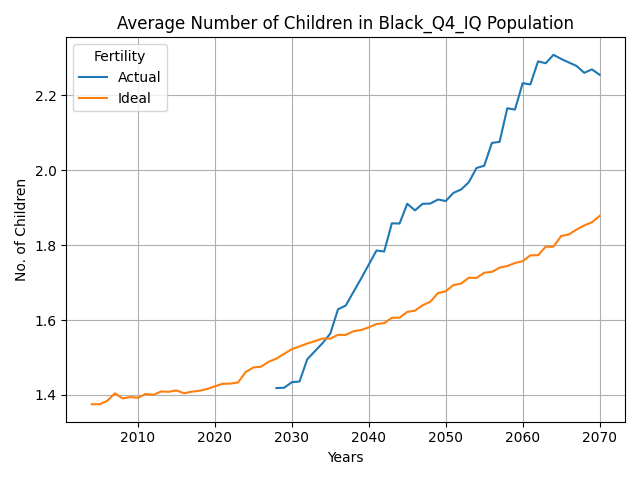 Average Number of Children in Black_Q4_IQ Population
Fertility
Actual
Ideal
No. of Children
2.2
2.0
1.8
1.6
1.4
2010 2020 2030 2040 2050 2060 2070
Years